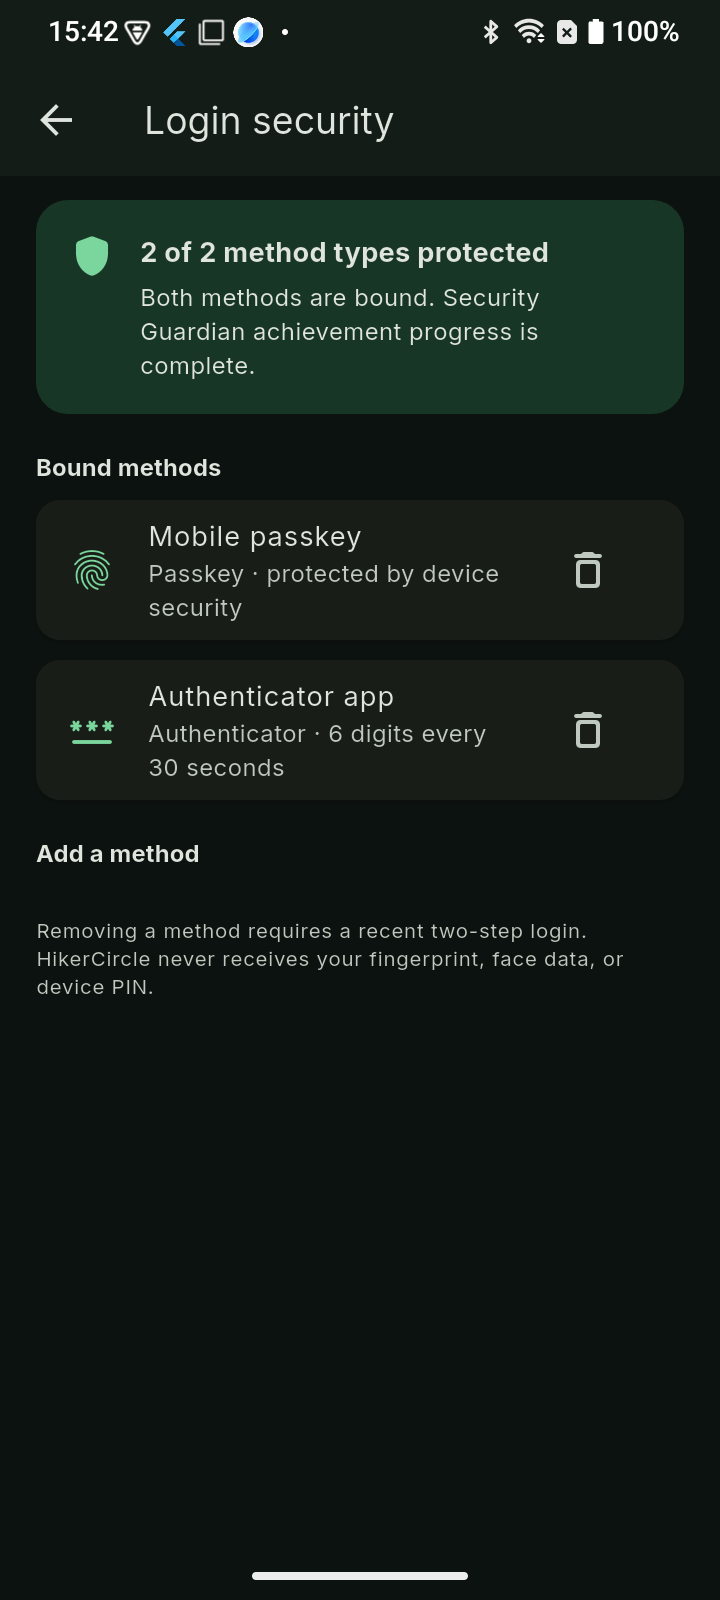 15:42
100%
Login security
2 of 2 method types protected
Both methods are bound. Security
Guardian achievement progress is
complete.
Bound methods
Mobile passkey
Passkey · protected by device
security
Authenticator app
Authenticator · 6 digits every
30 seconds
Add a method
Removing a method requires a recent two-step login.
HikerCircle never receives your fingerprint, face data, or
device PIN.